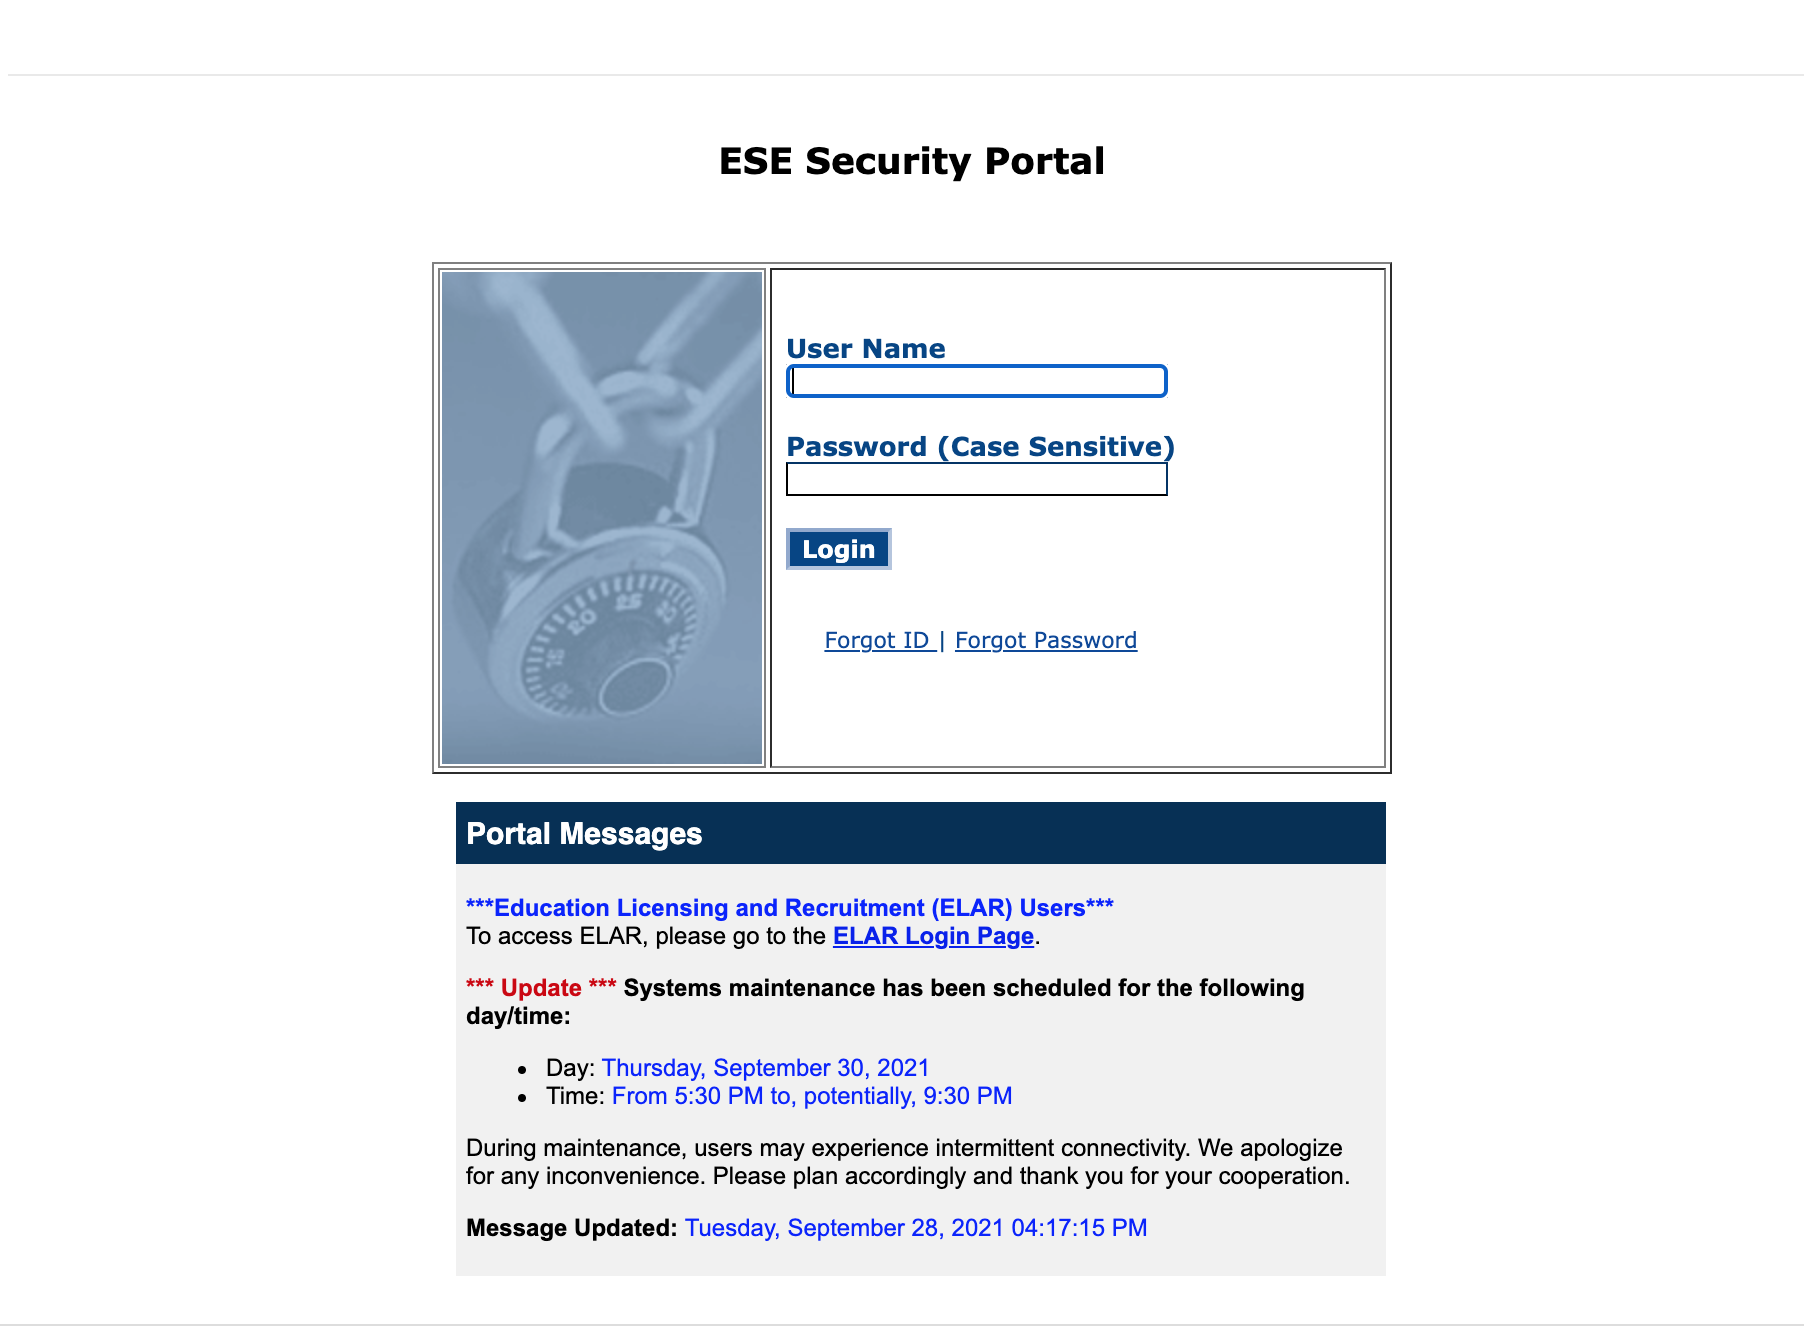 ESE Security Portal
User Name
Password (Case Sensitive)
Login
Forgot ID | Forgot Password
20
25
15
Portal Messages
***Education Licensing and Recruitment (ELAR) Users***
To access ELAR, please go to the ELAR Login Page.
*** Update *** Systems maintenance has been scheduled for the following
day/time:
• Day: Thursday, September 30, 2021
• Time: From 5:30 PM to, potentially, 9:30 PM
During maintenance, users may experience intermittent connectivity. We apologize
for any inconvenience. Please plan accordingly and thank you for your cooperation.
Message Updated: Tuesday, September 28, 2021 04:17:15 PM